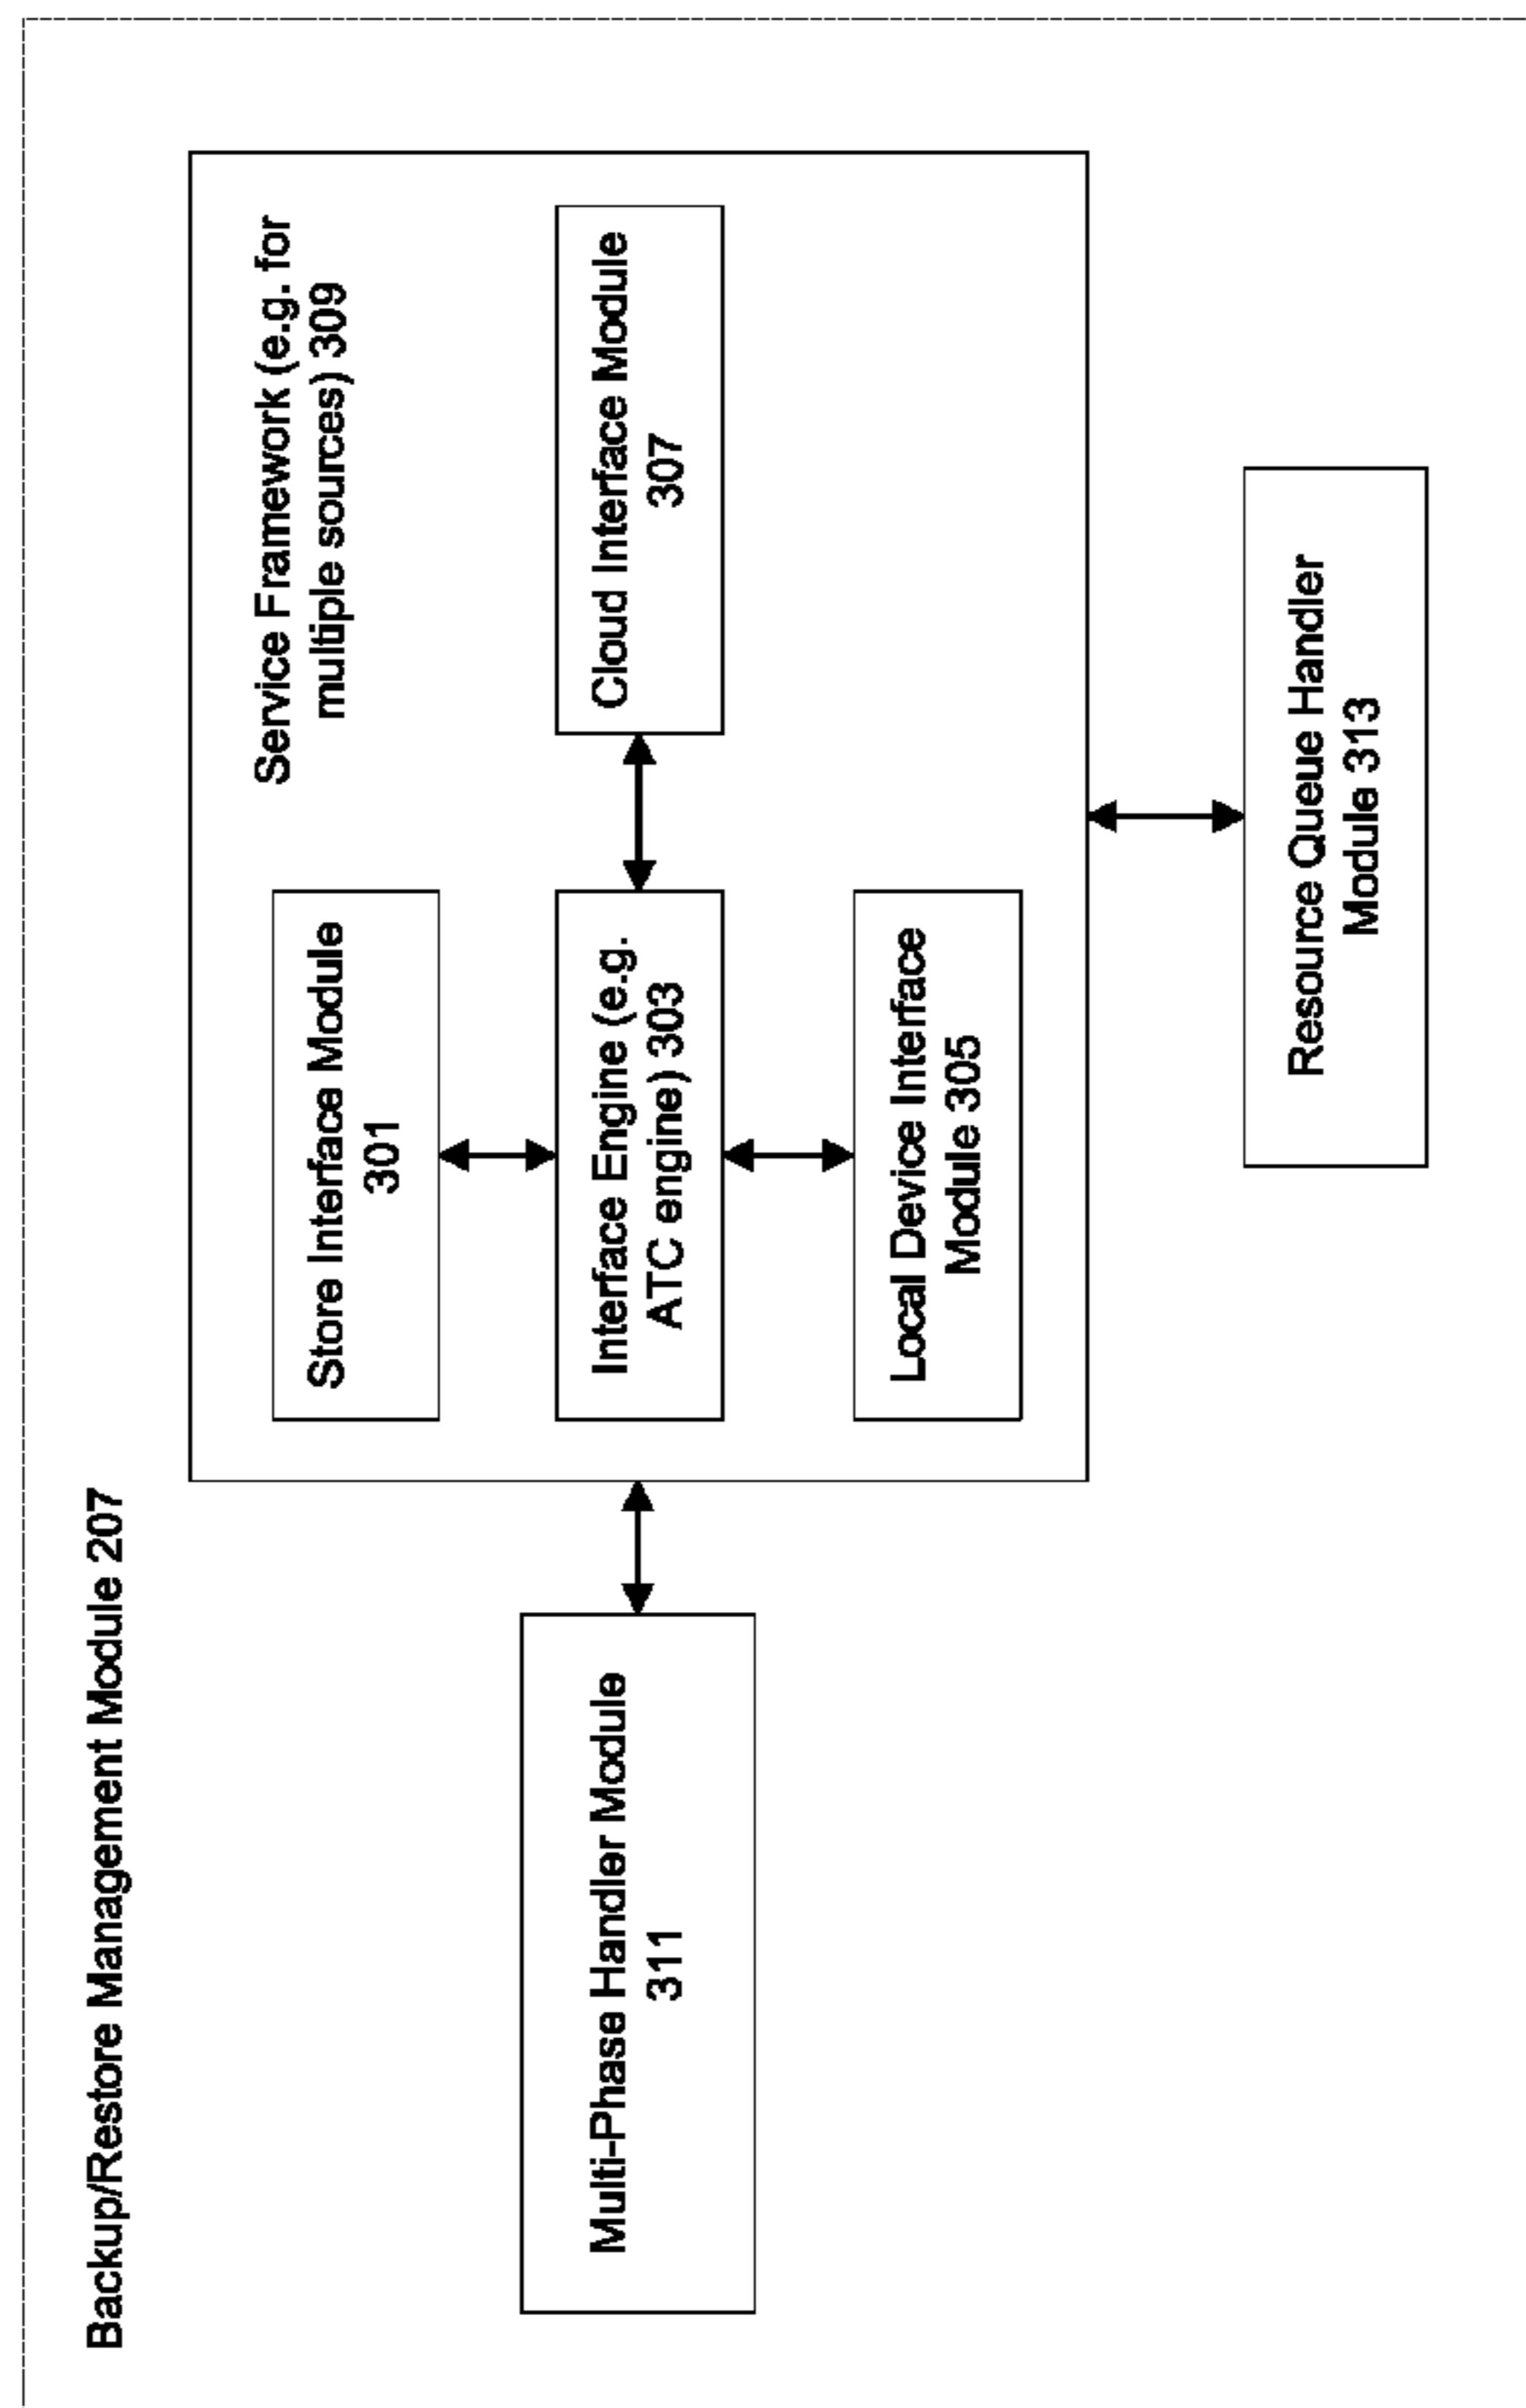 Backup/Restore Management Module 207
Service Framework (e.g. for
multiple sources) 309
Store Interface Module
301
Interface Engine (e.g.
ATC engine) 303
Cloud Interface Module
307
Local Device Interface
Module 305
Multi-Phase Handler Module
311
Resource Queue Handler
Module 313